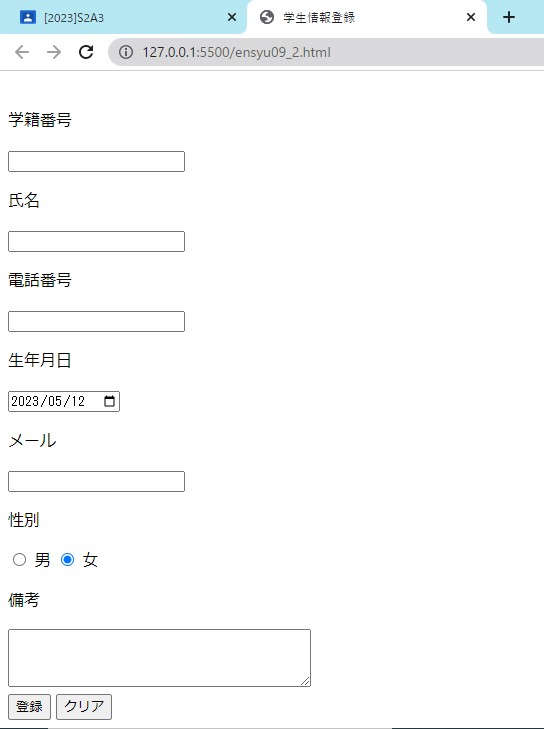 [2023]S2A3
学生情報登録
127.0.0.1:5500/ensyu09_2.html
学籍番号
氏名
電話番号
生年月日
2023/05/12
メール
性別
男 女
備考
登録 クリア